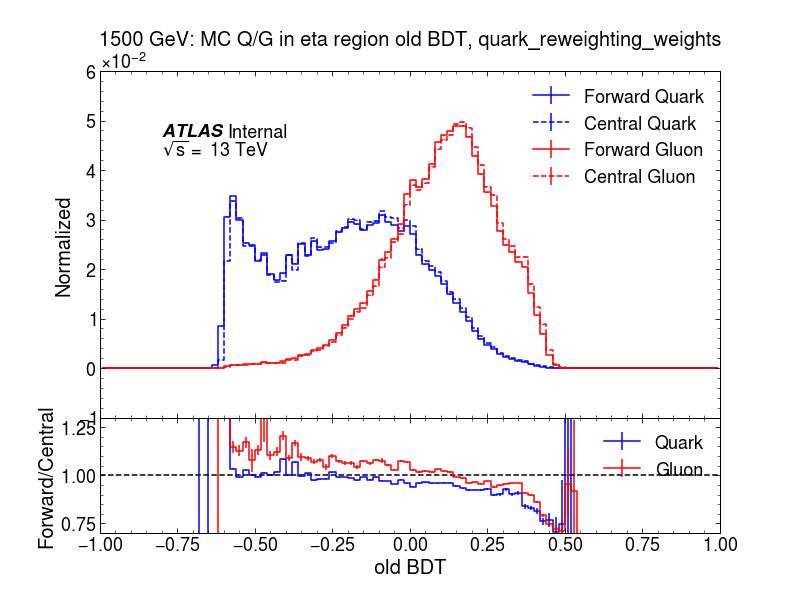 1500 GeV: MC Q/G in eta region old BDT, quark_reweighting_weights
×10⁻²
6
5
4
3
2
1
0
−1
Normalized
ATLAS Internal
√s = 13 TeV
Forward Quark
Central Quark
Forward Gluon
Central Gluon
1.25
1.00
0.75
Forward/Central
Quark
Gluon
−1.00 −0.75 −0.50 −0.25 0.00 0.25 0.50 0.75 1.00
old BDT